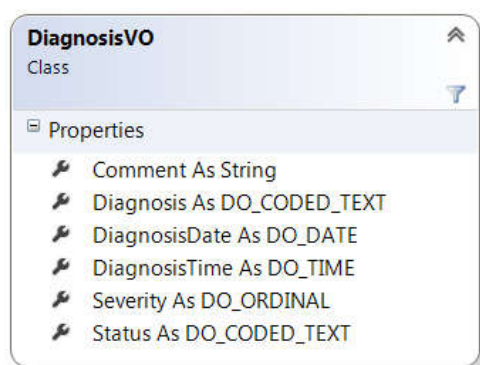 DiagnosisVO
Class
Properties
Comment As String
Diagnosis As DO_CODED_TEXT
DiagnosisDate As DO_DATE
DiagnosisTime As DO_TIME
Severity As DO_ORDINAL
Status As DO_CODED_TEXT